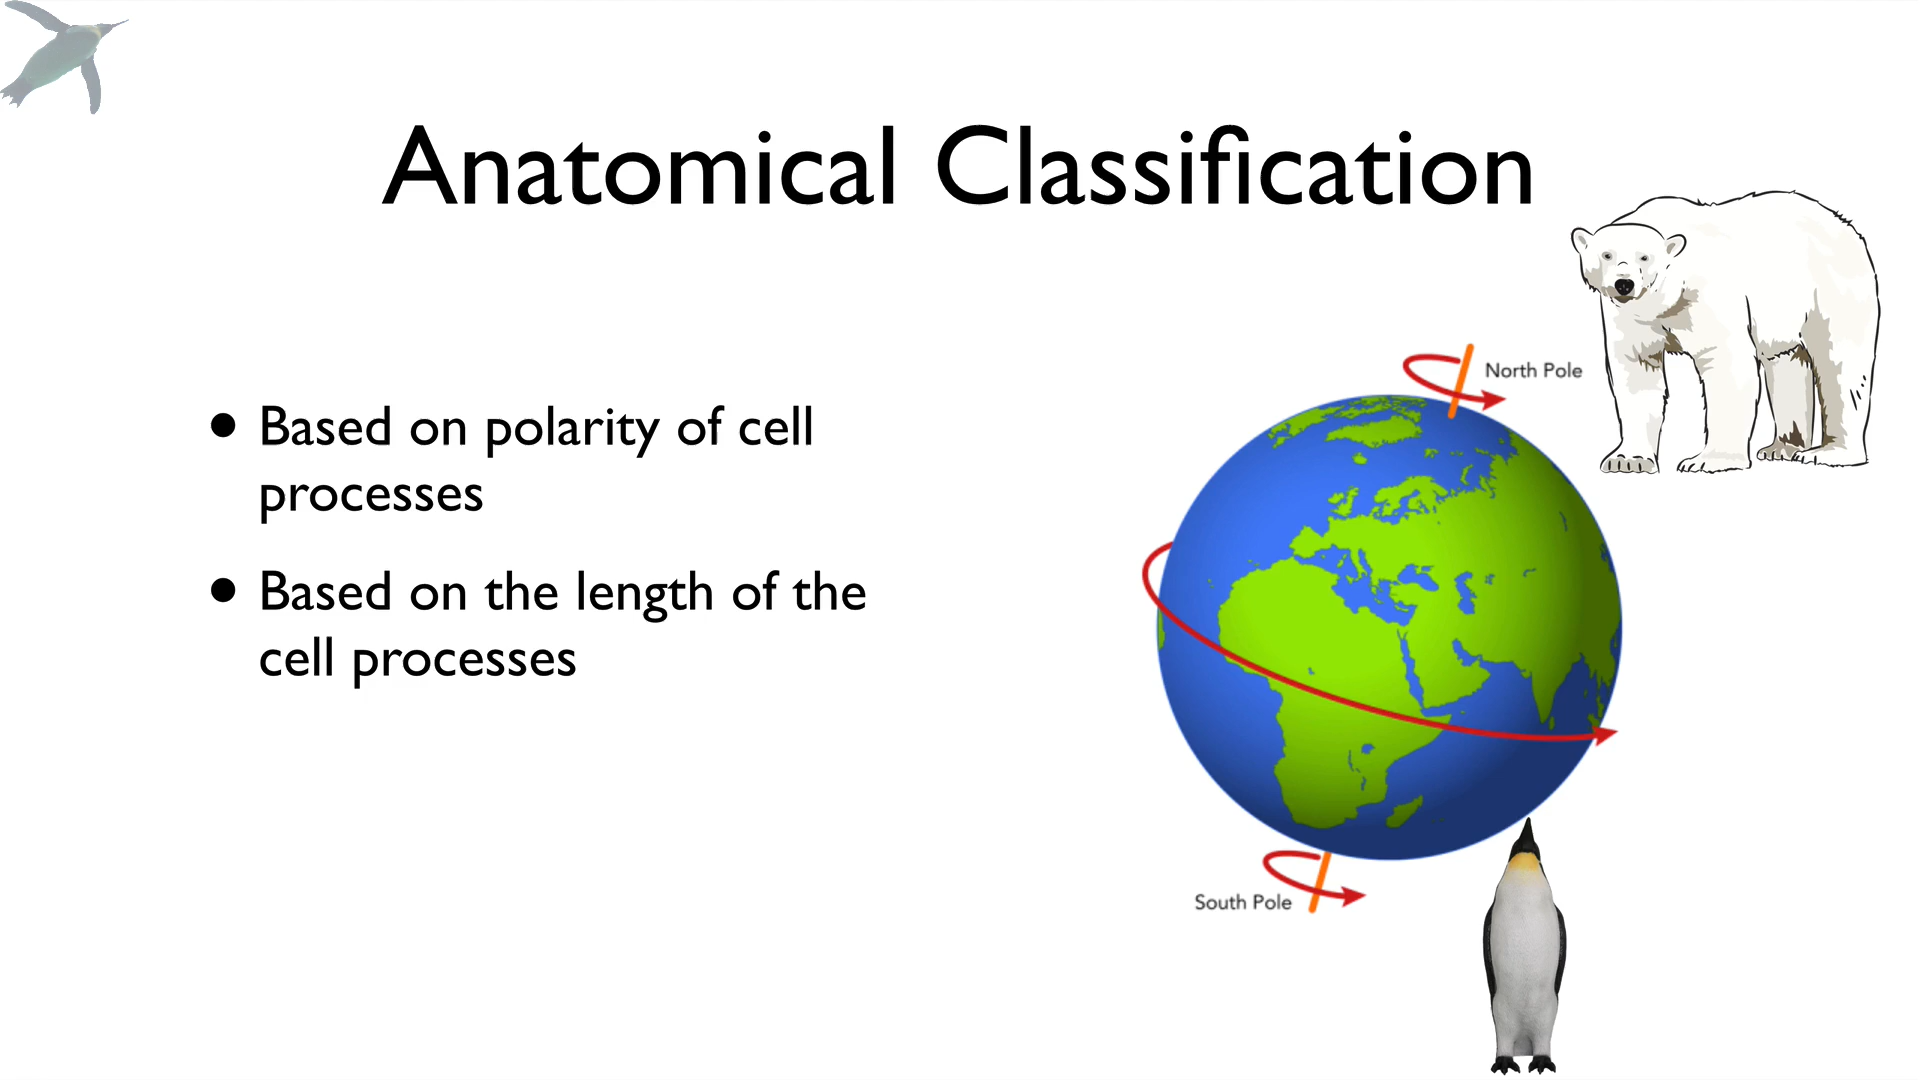 Anatomical Classification
• Based on polarity of cell
processes
• Based on the length of the
cell processes
North Pole
South Pole